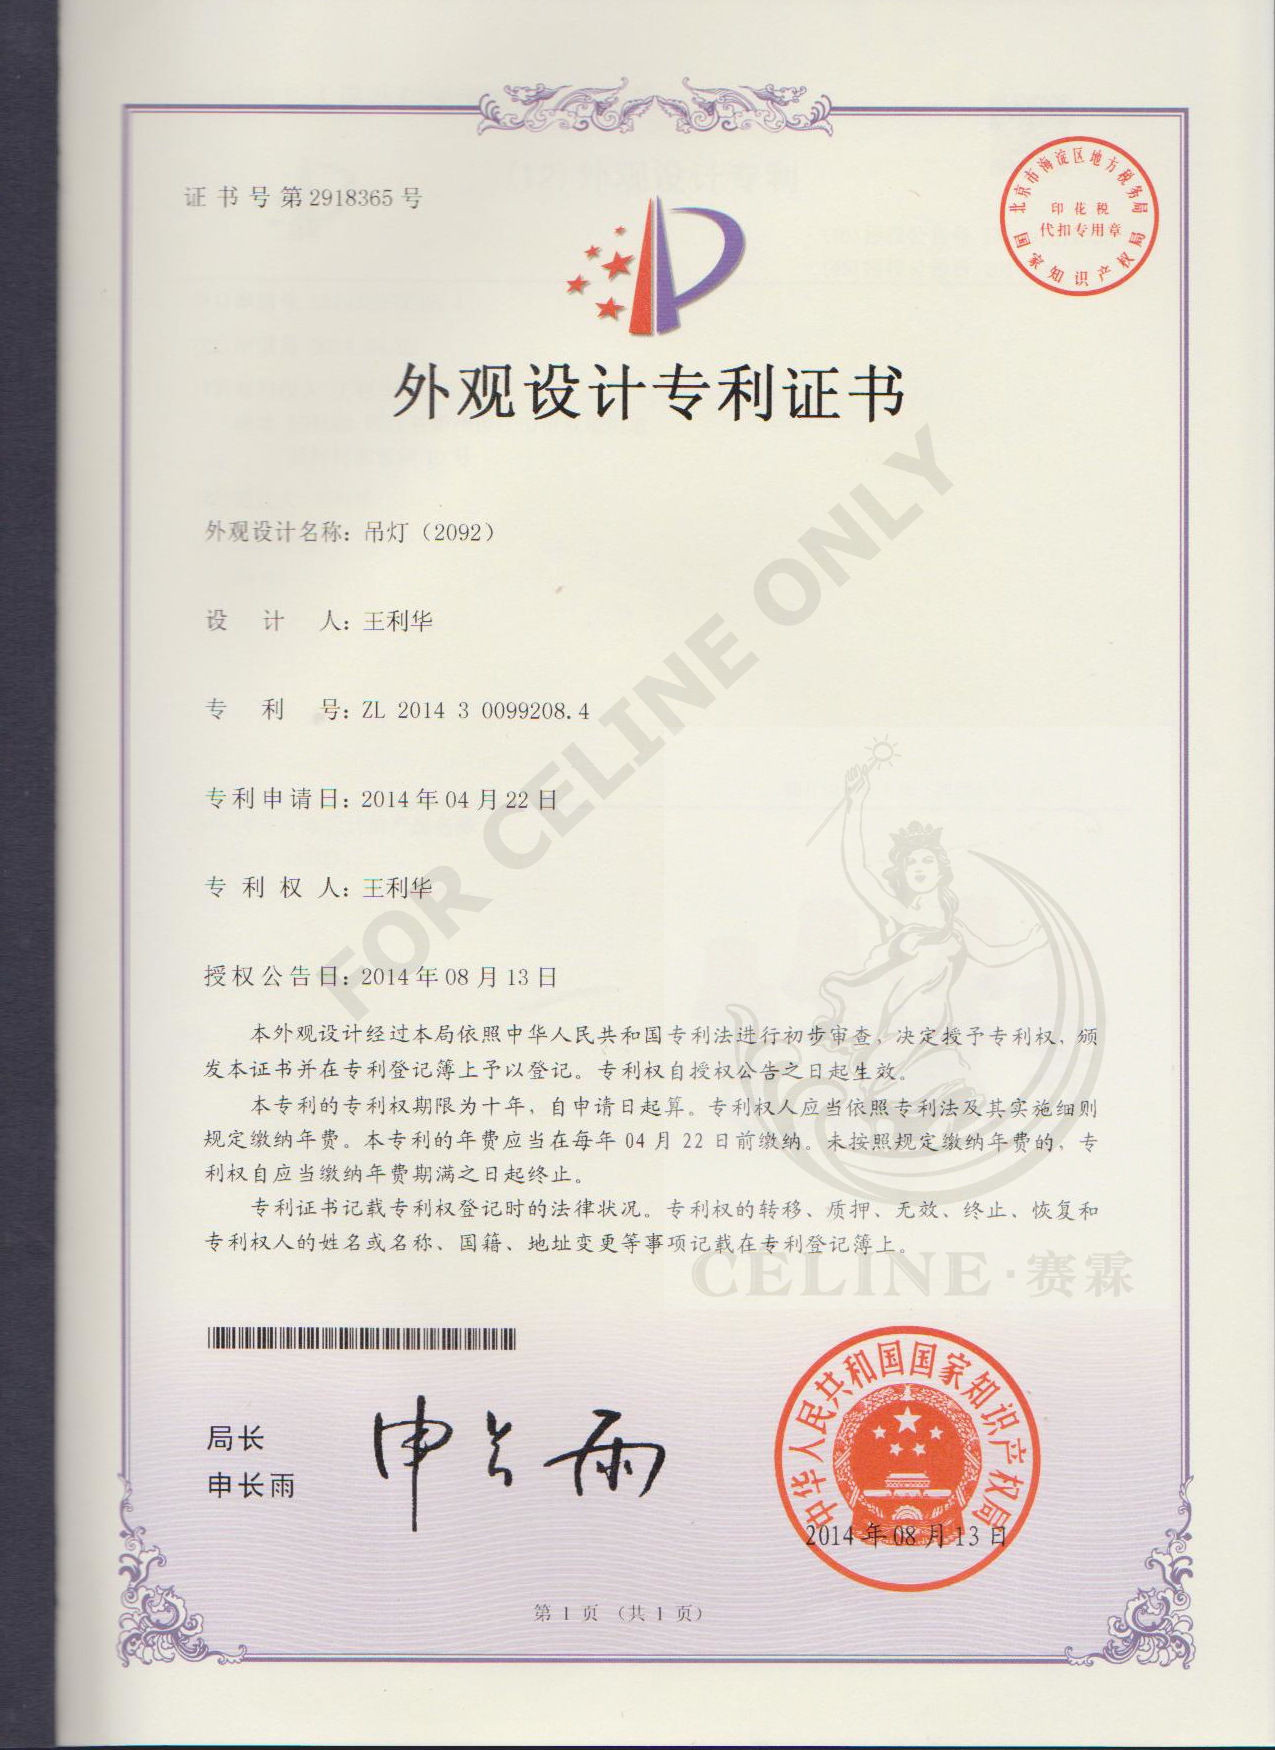 证书号第2918365号
北京市海淀区地方税务局
印花税
代扣专用章
国家知识产权局
外观设计专利证书
外观设计名称：吊灯（2092）
设计人：王利华
专利号：ZL 2014 3 0099208.4
专利申请日：2014年04月22日
专利权人：王利华
授权公告日：2014年08月13日
FOR CELINE ONLY
本外观设计经过本局依照中华人民共和国专利法进行初步审查，决定授予专利权，颁
发本证书并在专利登记簿上予以登记。专利权自授权公告之日起生效。
本专利的专利权期限为十年，自申请日起算。专利权人应当依照专利法及其实施细则
规定缴纳年费。本专利的年费应当在每年 04 月 22 日前缴纳。未按照规定缴纳年费的，专
利权自应当缴纳年费期满之日起终止。
专利证书记载专利权登记时的法律状况。专利权的转移、质押、无效、终止、恢复和
专利权人的姓名或名称、国籍、地址变更等事项记载在专利登记簿上。
CELINE·赛霖
局长
申长雨
申长雨
中华人民共和国国家知识产权局
2014年08月13日
第 1 页 （共 1 页）